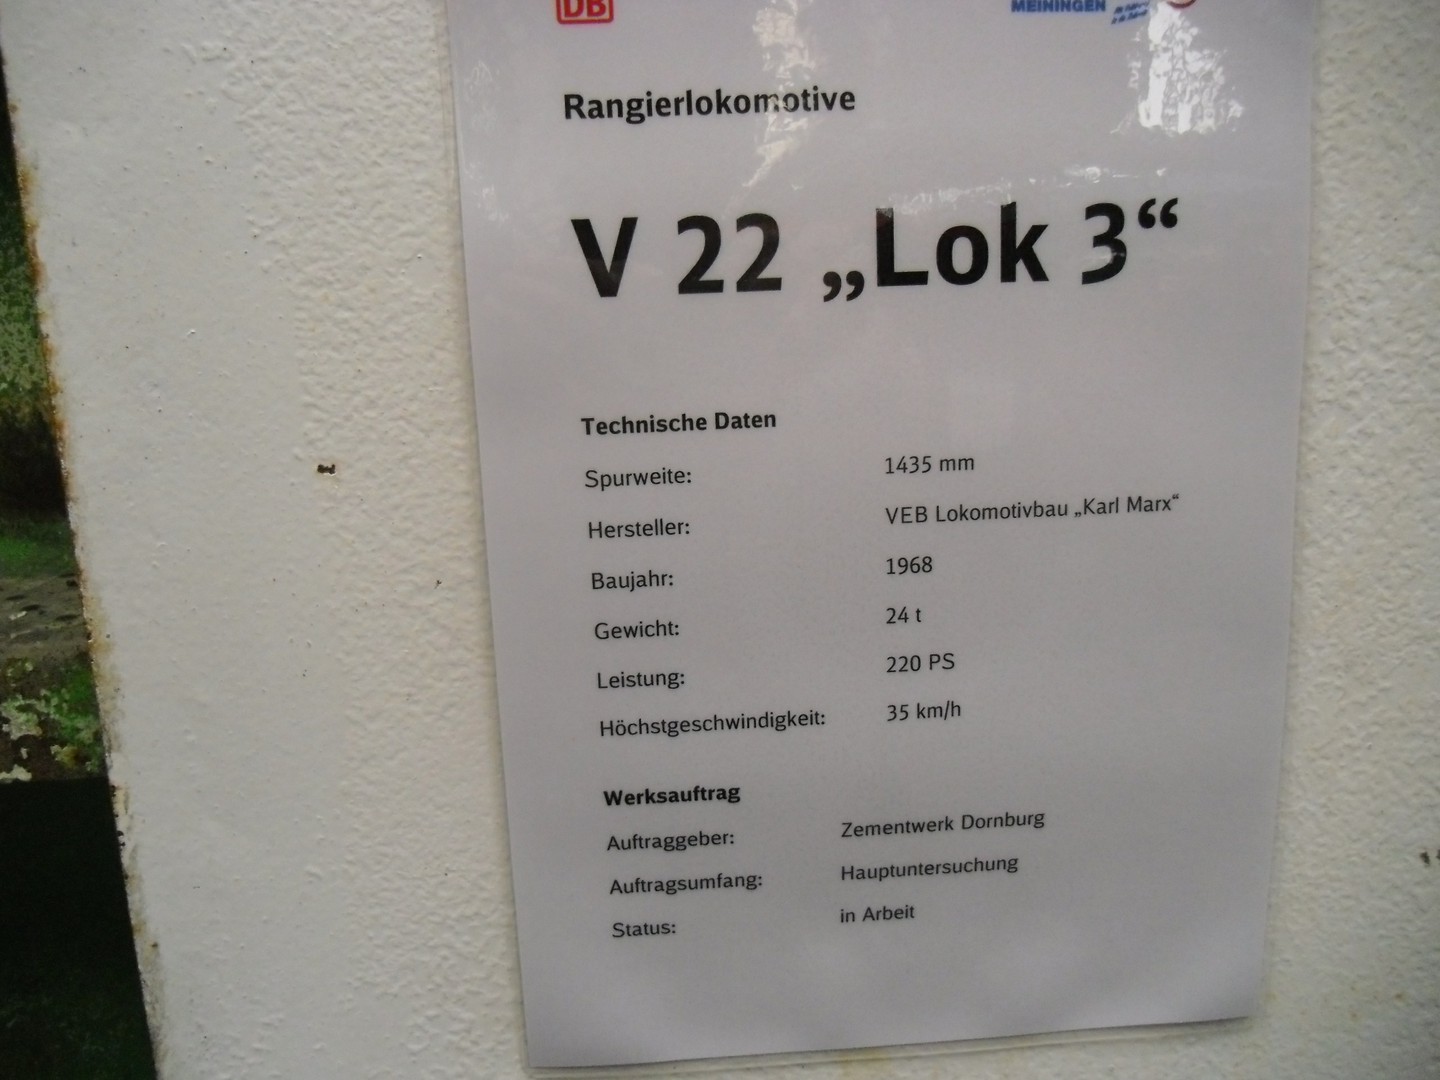 DB
MEININGEN
Rangierlokomotive
V 22 „Lok 3“
Technische Daten
Spurweite: 1435 mm
Hersteller: VEB Lokomotivbau „Karl Marx“
Baujahr: 1968
Gewicht: 24 t
Leistung: 220 PS
Höchstgeschwindigkeit: 35 km/h
Werksauftrag
Auftraggeber: Zementwerk Dornburg
Auftragsumfang: Hauptuntersuchung
Status: in Arbeit